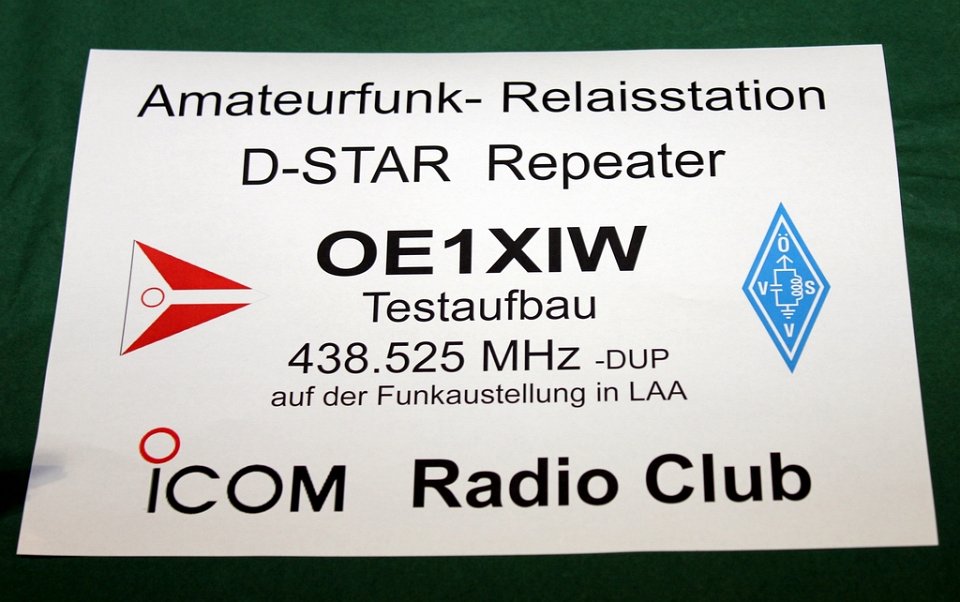 Amateurfunk- Relaisstation
D-STAR Repeater
OE1XIW
Testaufbau
438.525 MHz -DUP
auf der Funkaustellung in LAA
Ö
V S
V
ICOM Radio Club